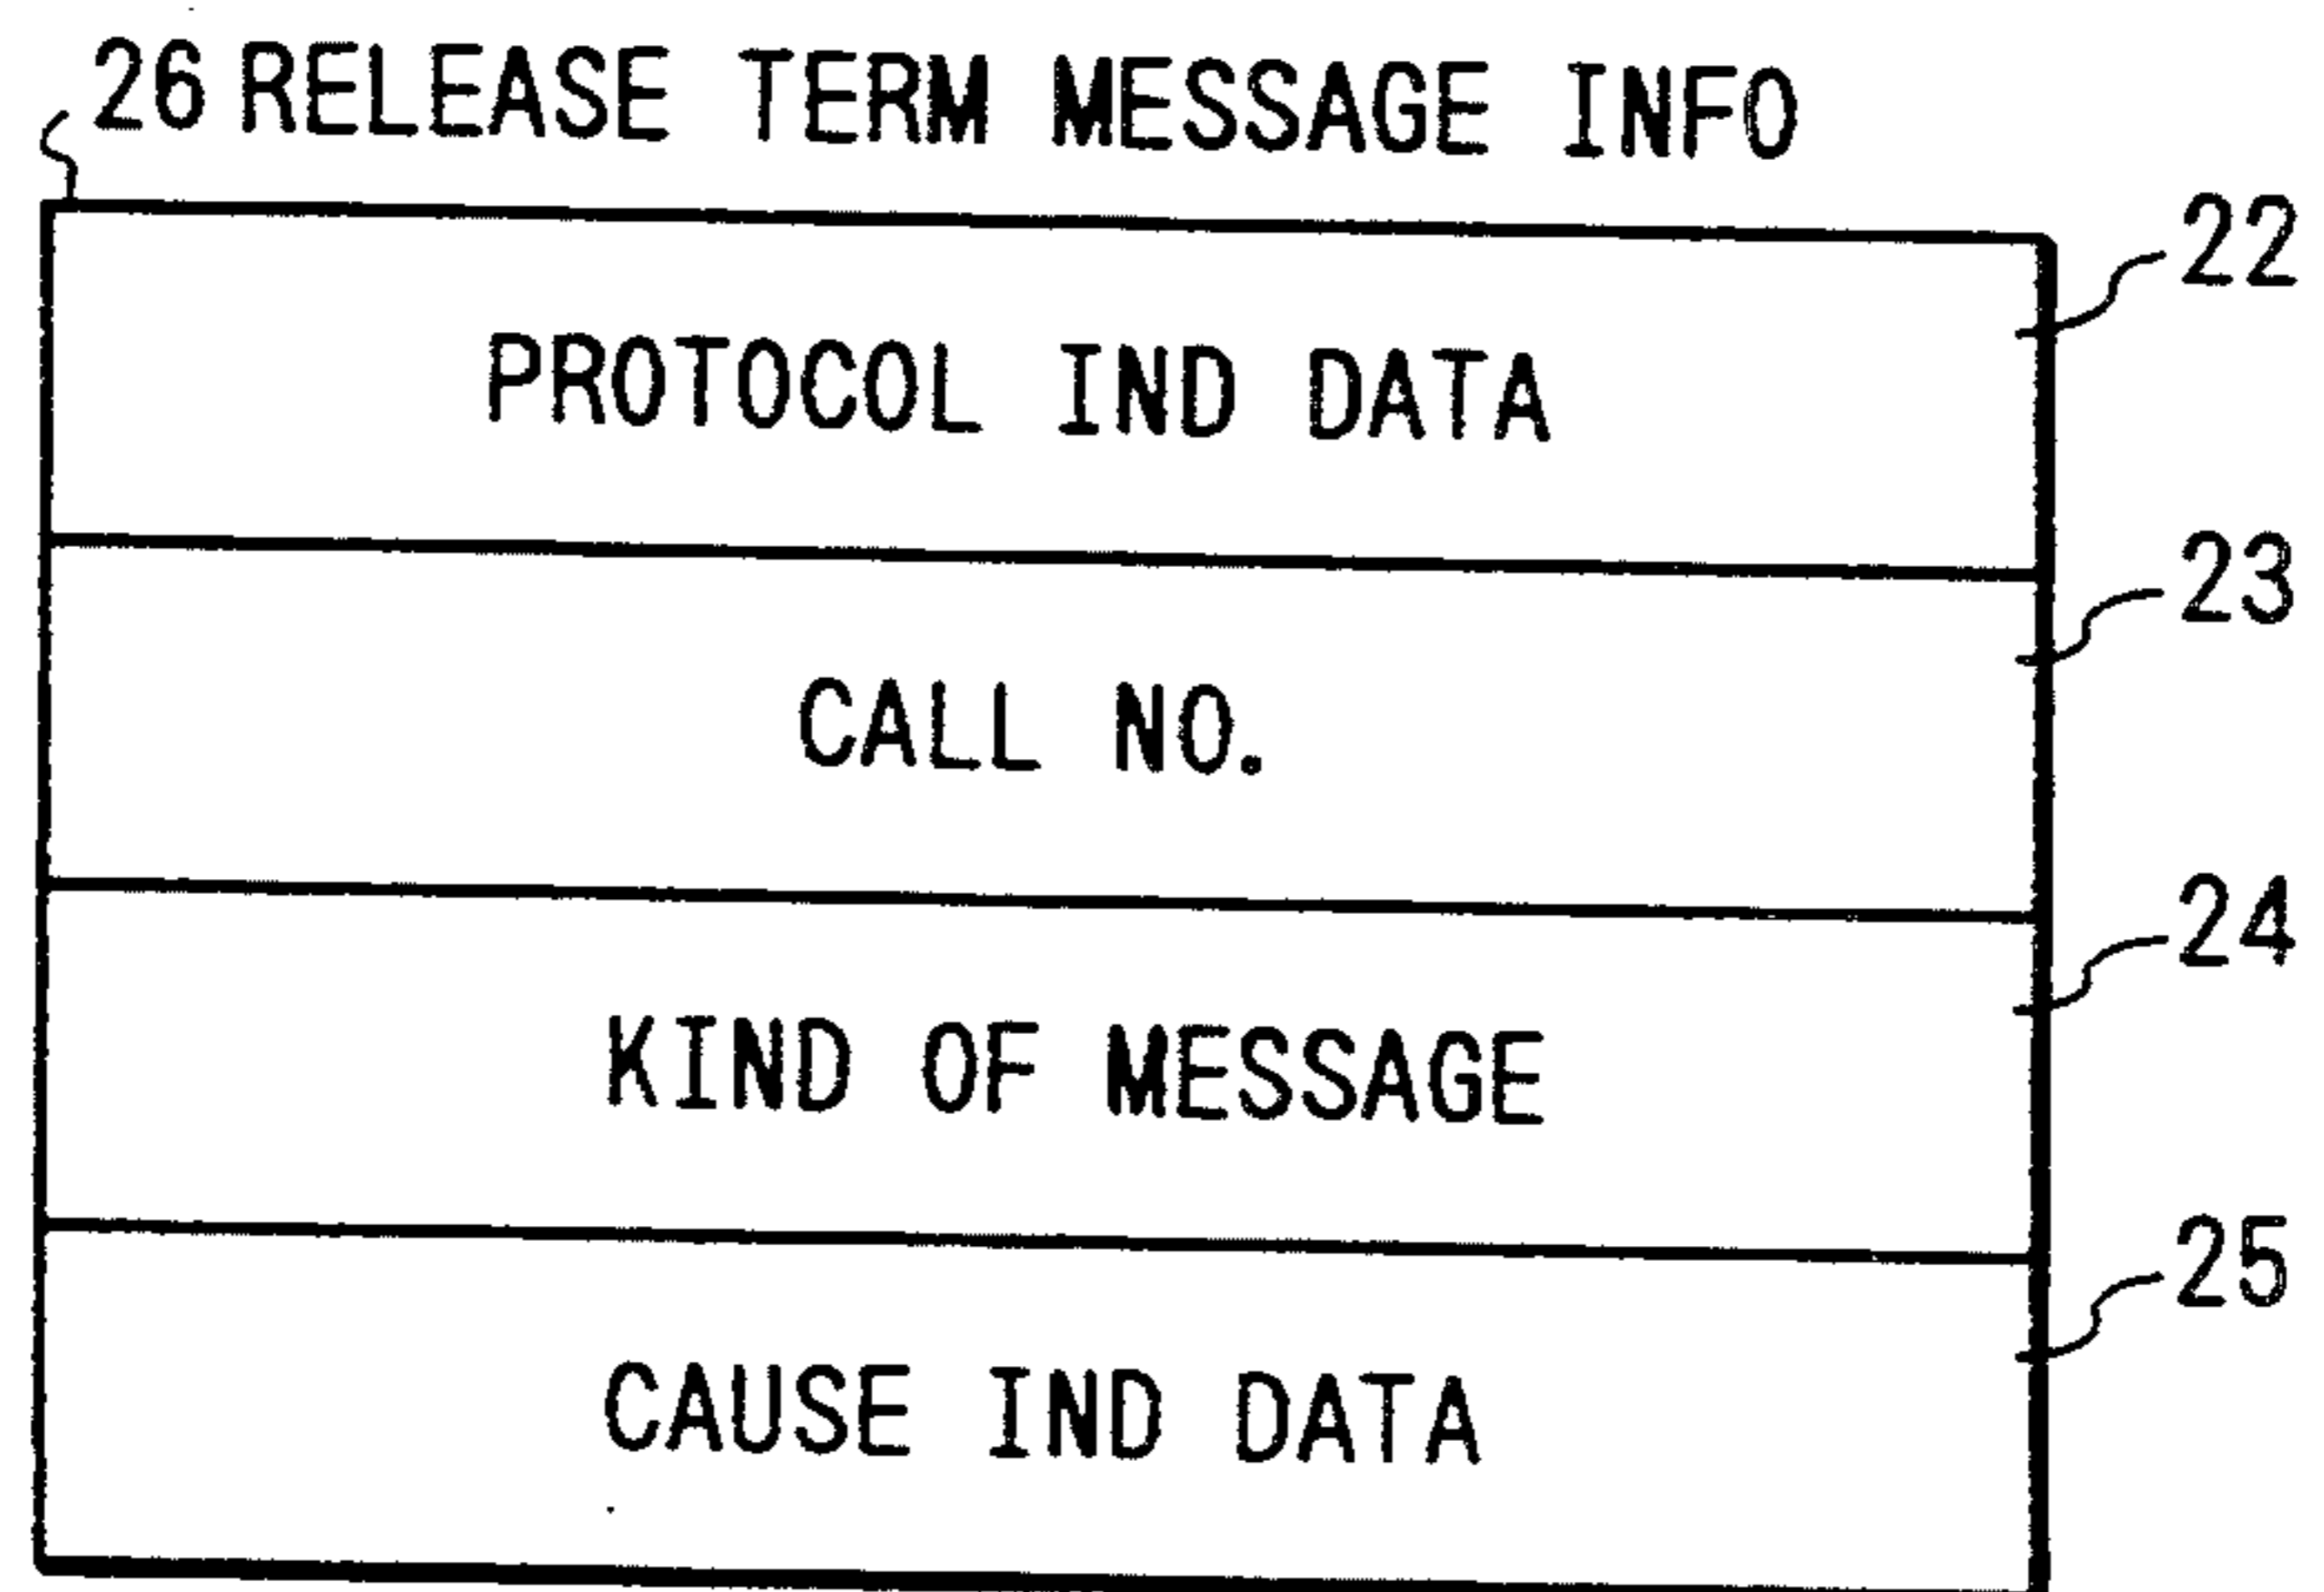 26 RELEASE TERM MESSAGE INFO
22
PROTOCOL IND DATA
23
CALL NO.
24
KIND OF MESSAGE
25
CAUSE IND DATA